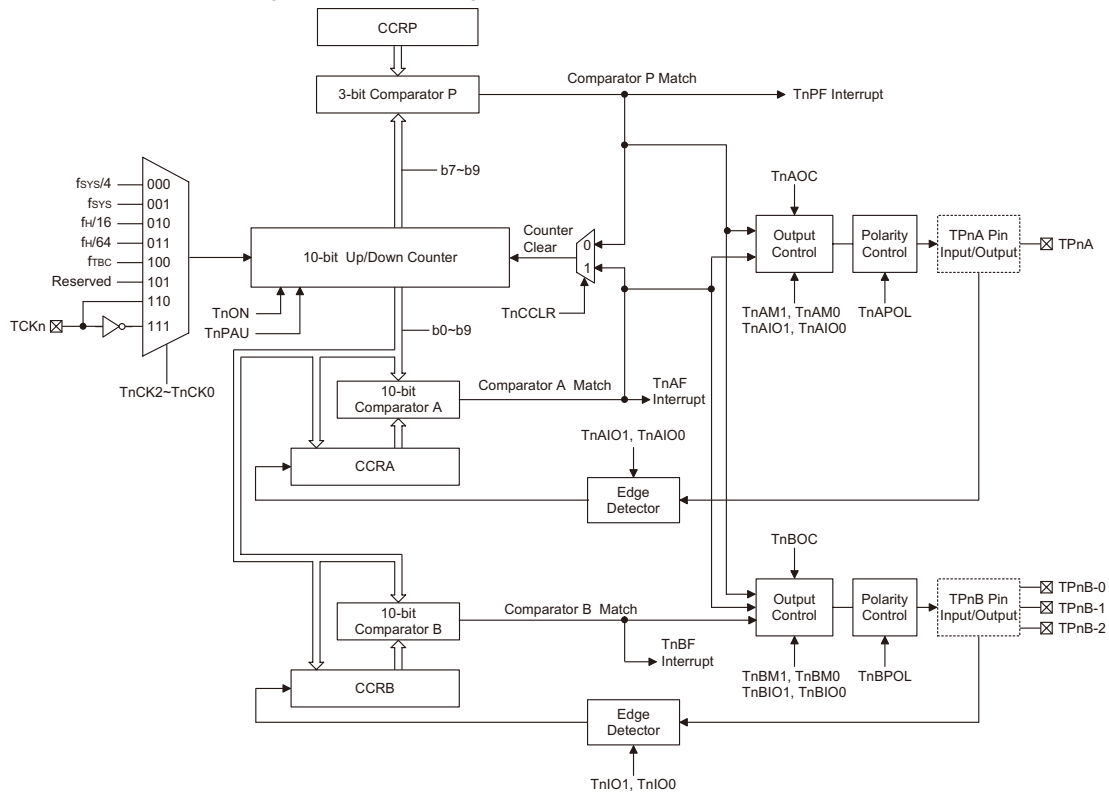 CCRP
3-bit Comparator P
Comparator P Match
TnPF Interrupt
b7~b9
fSYS/4
000
fSYS
001
fH/16
010
fH/64
011
fTBC
100
Reserved
101
110
TCKn
111
TnCK2~TnCK0
10-bit Up/Down Counter
TnON
TnPAU
Counter
Clear
0
1
TnCCLR
b0~b9
TnAOC
Output
Control
Polarity
Control
TPnA Pin
Input/Output
TPnA
TnAM1, TnAM0
TnAIO1, TnAIO0
TnAPOL
10-bit
Comparator A
Comparator A Match
TnAF
Interrupt
CCRA
TnAIO1, TnAIO0
Edge
Detector
TnBOC
Output
Control
Polarity
Control
TPnB Pin
Input/Output
TPnB-0
TPnB-1
TPnB-2
10-bit
Comparator B
Comparator B Match
TnBF
Interrupt
TnBM1, TnBM0
TnBIO1, TnBIO0
TnBPOL
CCRB
Edge
Detector
TnIO1, TnIO0